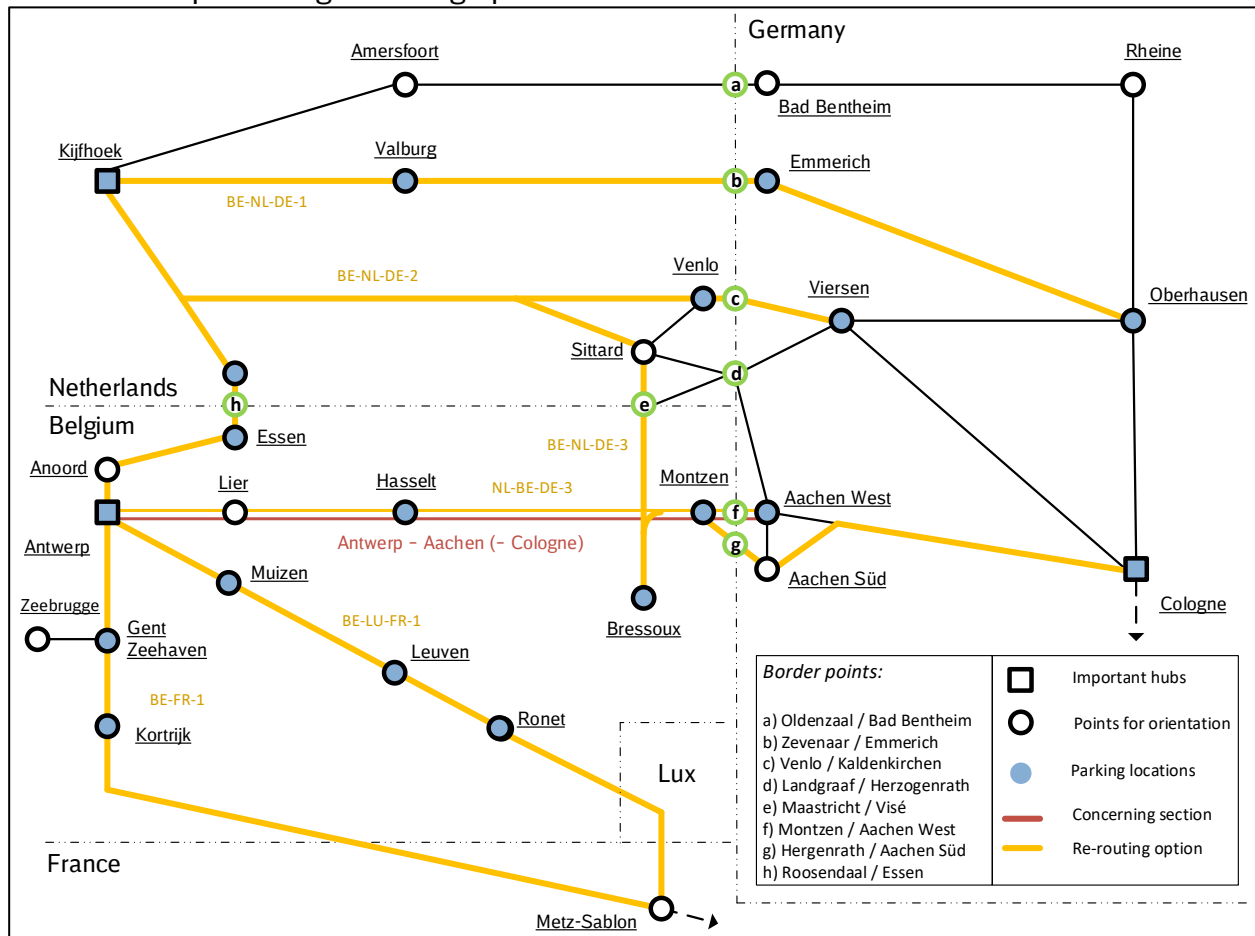 Germany
Amersfoort
Rheine
a
Bad Bentheim
Kijfhoek
Valburg
Emmerich
b
BE-NL-DE-1
BE-NL-DE-2
Venlo
c
Viersen
Oberhausen
Sittard
d
Netherlands
h
e
Belgium
Essen
BE-NL-DE-3
Anoord
Lier
Hasselt
NL-BE-DE-3
Montzen
Aachen West
f
Antwerp
Antwerp – Aachen (- Cologne)
g
Aachen Süd
Muizen
Cologne
Zeebrugge
Bressoux
Gent
Zeehaven
BE-LU-FR-1
Leuven
BE-FR-1
Kortrijk
Ronet
Lux
France
Metz-Sablon
Border points:
a) Oldenzaal / Bad Bentheim
b) Zevenaar / Emmerich
c) Venlo / Kaldenkirchen
d) Landgraaf / Herzogenrath
e) Maastricht / Visé
f) Montzen / Aachen West
g) Hergenrath / Aachen Süd
h) Roosendaal / Essen
Important hubs
Points for orientation
Parking locations
Concerning section
Re-routing option